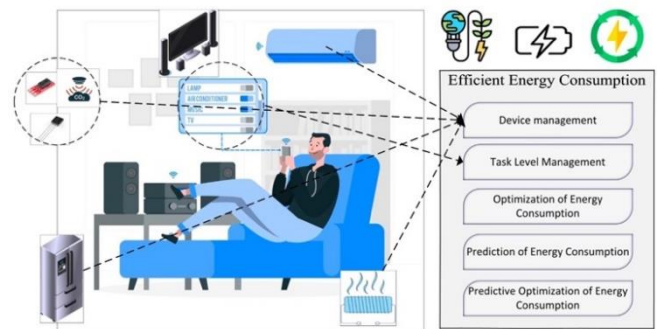 CO₂
LAMP
AIR CONDITIONER
TV
Efficient Energy Consumption
Device management
Task Level Management
Optimization of Energy
Consumption
Prediction of Energy Consumption
Predictive Optimization of Energy
Consumption